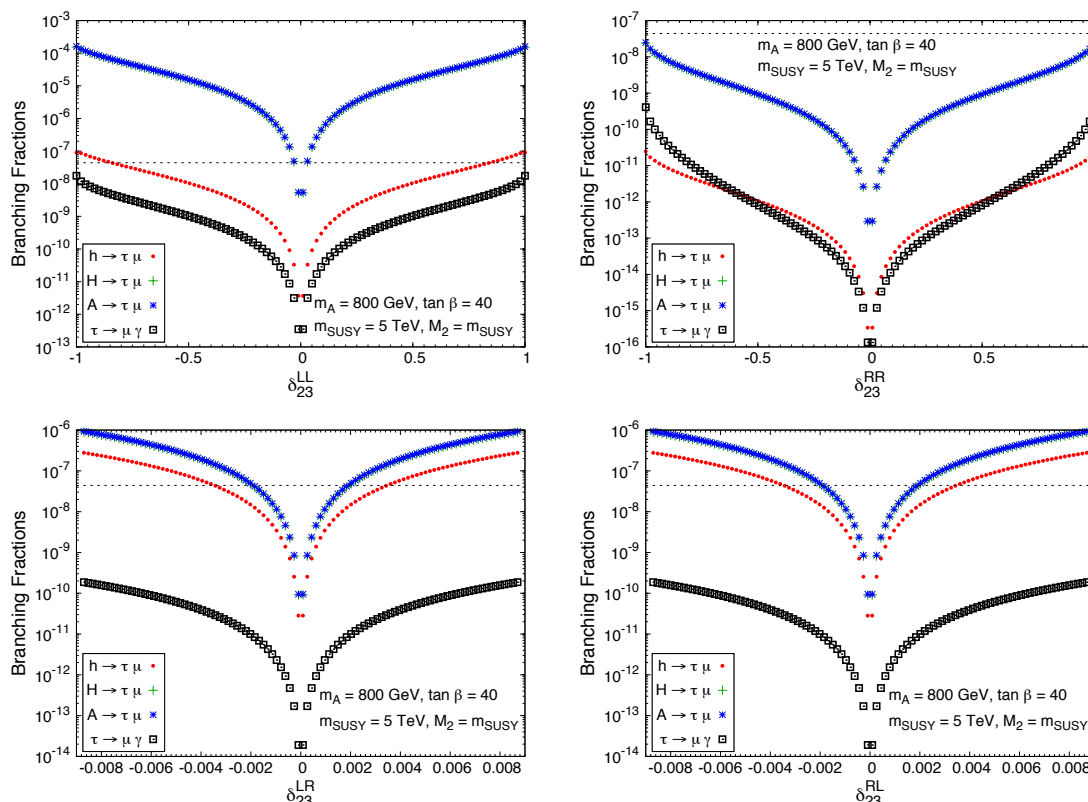 10^-3
10^-4
10^-5
10^-6
10^-7
10^-8
10^-9
10^-10
10^-11
10^-12
10^-13
Branching Fractions
h → τ μ
H → τ μ
A → τ μ
τ → μ γ
m_A = 800 GeV, tan β = 40
m_SUSY = 5 TeV, M_2 = m_SUSY
-1 -0.5 0 0.5 1
δ_23^LL
10^-7
10^-8
10^-9
10^-10
10^-11
10^-12
10^-13
10^-14
10^-15
10^-16
Branching Fractions
m_A = 800 GeV, tan β = 40
m_SUSY = 5 TeV, M_2 = m_SUSY
h → τ μ
H → τ μ
A → τ μ
τ → μ γ
-1 -0.5 0 0.5
δ_23^RR
10^-6
10^-7
10^-8
10^-9
10^-10
10^-11
10^-12
10^-13
10^-14
Branching Fractions
h → τ μ
H → τ μ
A → τ μ
τ → μ γ
m_A = 800 GeV, tan β = 40
m_SUSY = 5 TeV, M_2 = m_SUSY
-0.008 -0.006 -0.004 -0.002 0 0.002 0.004 0.006 0.008
δ_23^LR
10^-6
10^-7
10^-8
10^-9
10^-10
10^-11
10^-12
10^-13
10^-14
Branching Fractions
h → τ μ
H → τ μ
A → τ μ
τ → μ γ
m_A = 800 GeV, tan β = 40
m_SUSY = 5 TeV, M_2 = m_SUSY
-0.008 -0.006 -0.004 -0.002 0 0.002 0.004 0.006 0.008
δ_23^RL